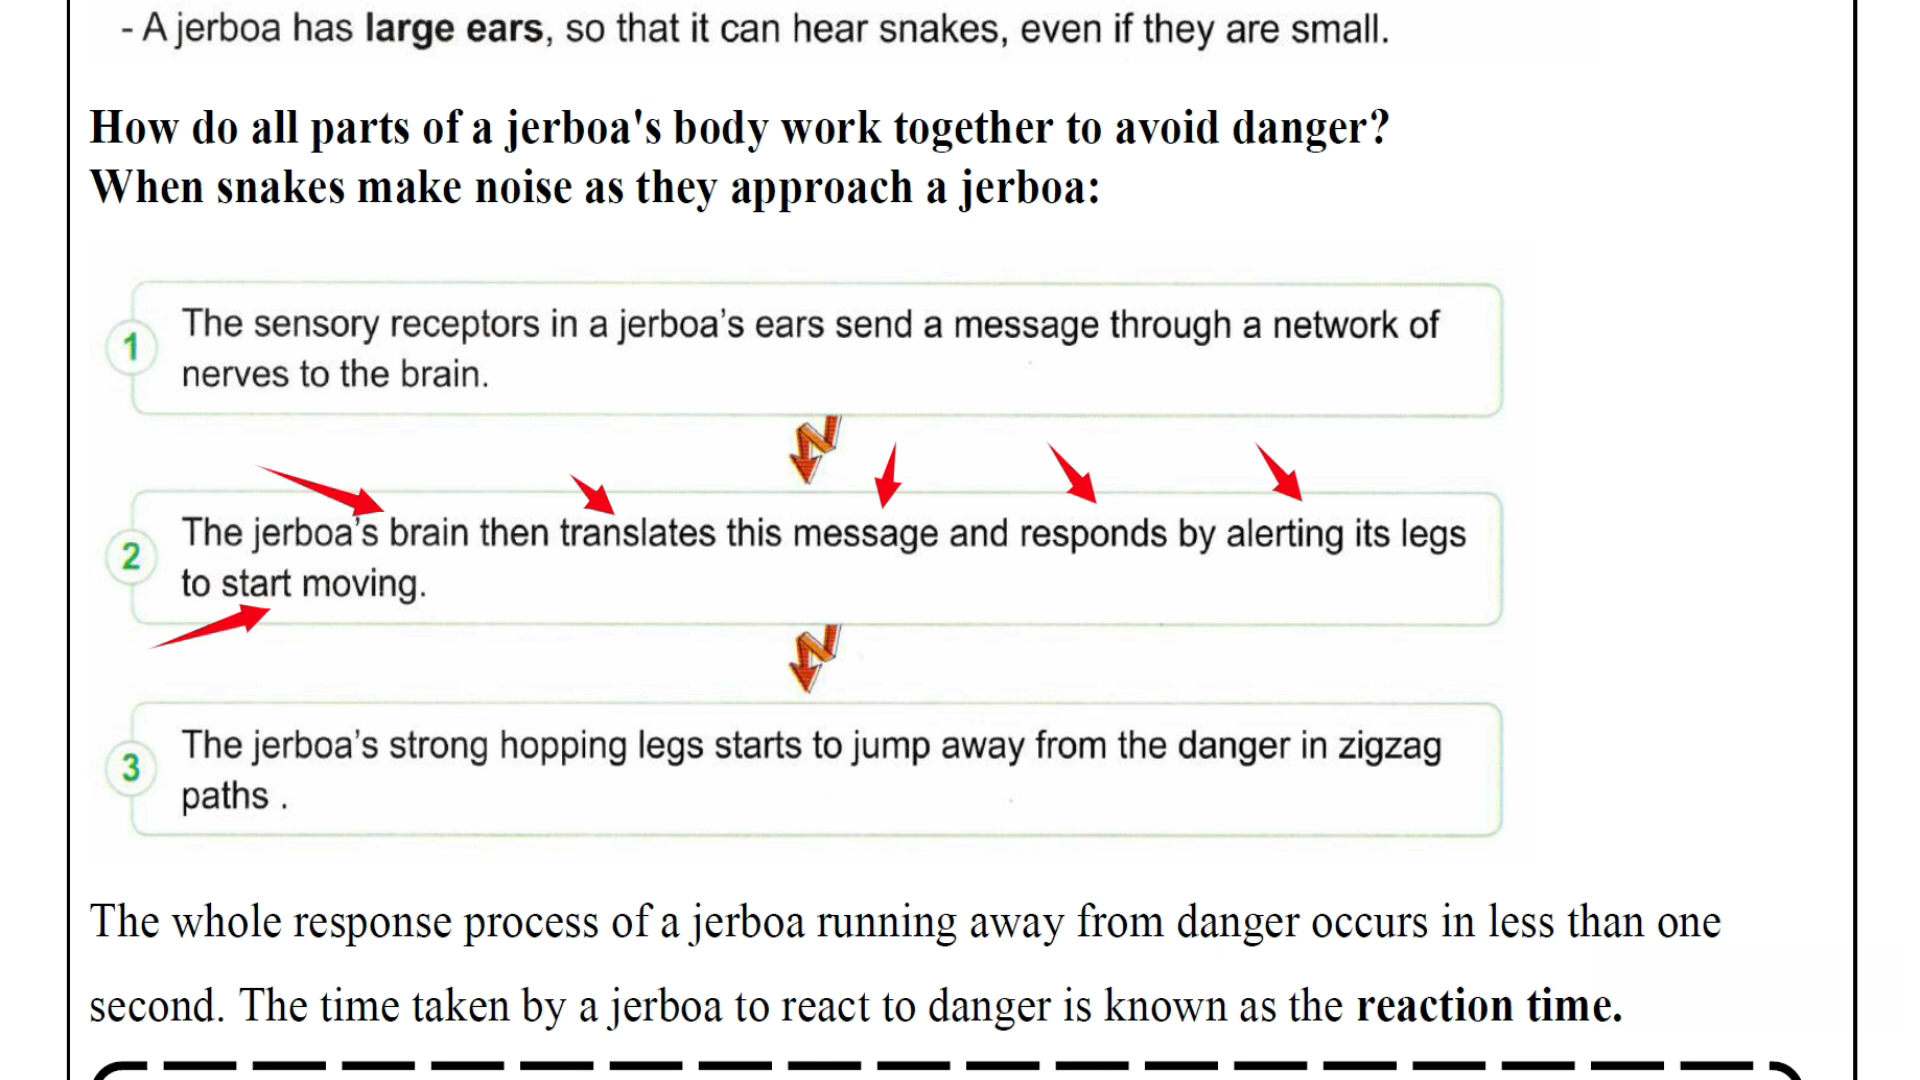 - A jerboa has large ears, so that it can hear snakes, even if they are small.
How do all parts of a jerboa's body work together to avoid danger?
When snakes make noise as they approach a jerboa:
1 The sensory receptors in a jerboa's ears send a message through a network of
nerves to the brain.
2 The jerboa's brain then translates this message and responds by alerting its legs
to start moving.
3 The jerboa's strong hopping legs starts to jump away from the danger in zigzag
paths .
The whole response process of a jerboa running away from danger occurs in less than one
second. The time taken by a jerboa to react to danger is known as the reaction time.